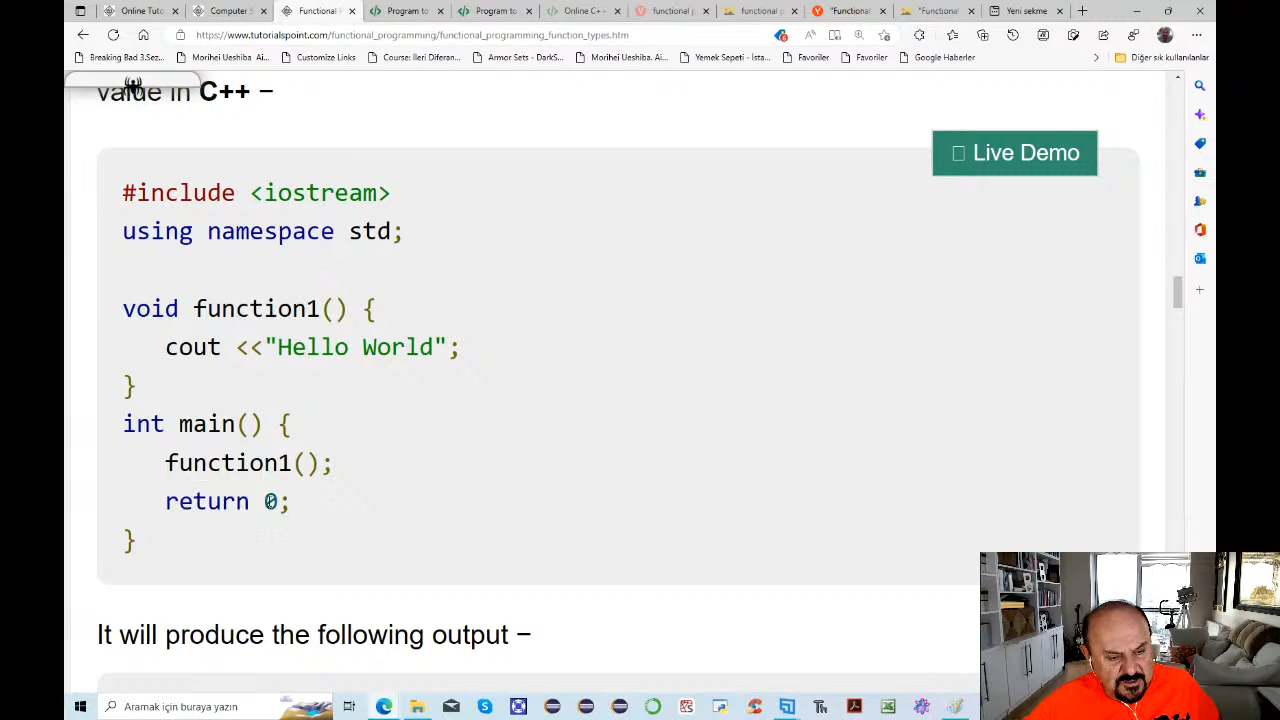 Online Tuto
Computer S
Functional P
Program to
Program to
Online C++
functional p
functional p
"Functional
"Functional
Yeni sekme
https://www.tutorialspoint.com/functional_programming/functional_programming_function_types.htm
Breaking Bad 3.Sez...
Morihei Ueshiba Ai...
Customize Links
Course: Ileri Diferan...
Armor Sets - DarkS...
Morihei Ueshiba Ai...
Yemek Sepeti - İsta...
Favoriler
Favoriler
Google Haberler
Diğer sık kullanılanlar
value in C++ −
Live Demo
#include <iostream>
using namespace std;
void function1() {
cout <<"Hello World";
}
int main() {
function1();
return 0;
}
It will produce the following output −
Aramak için buraya yazın